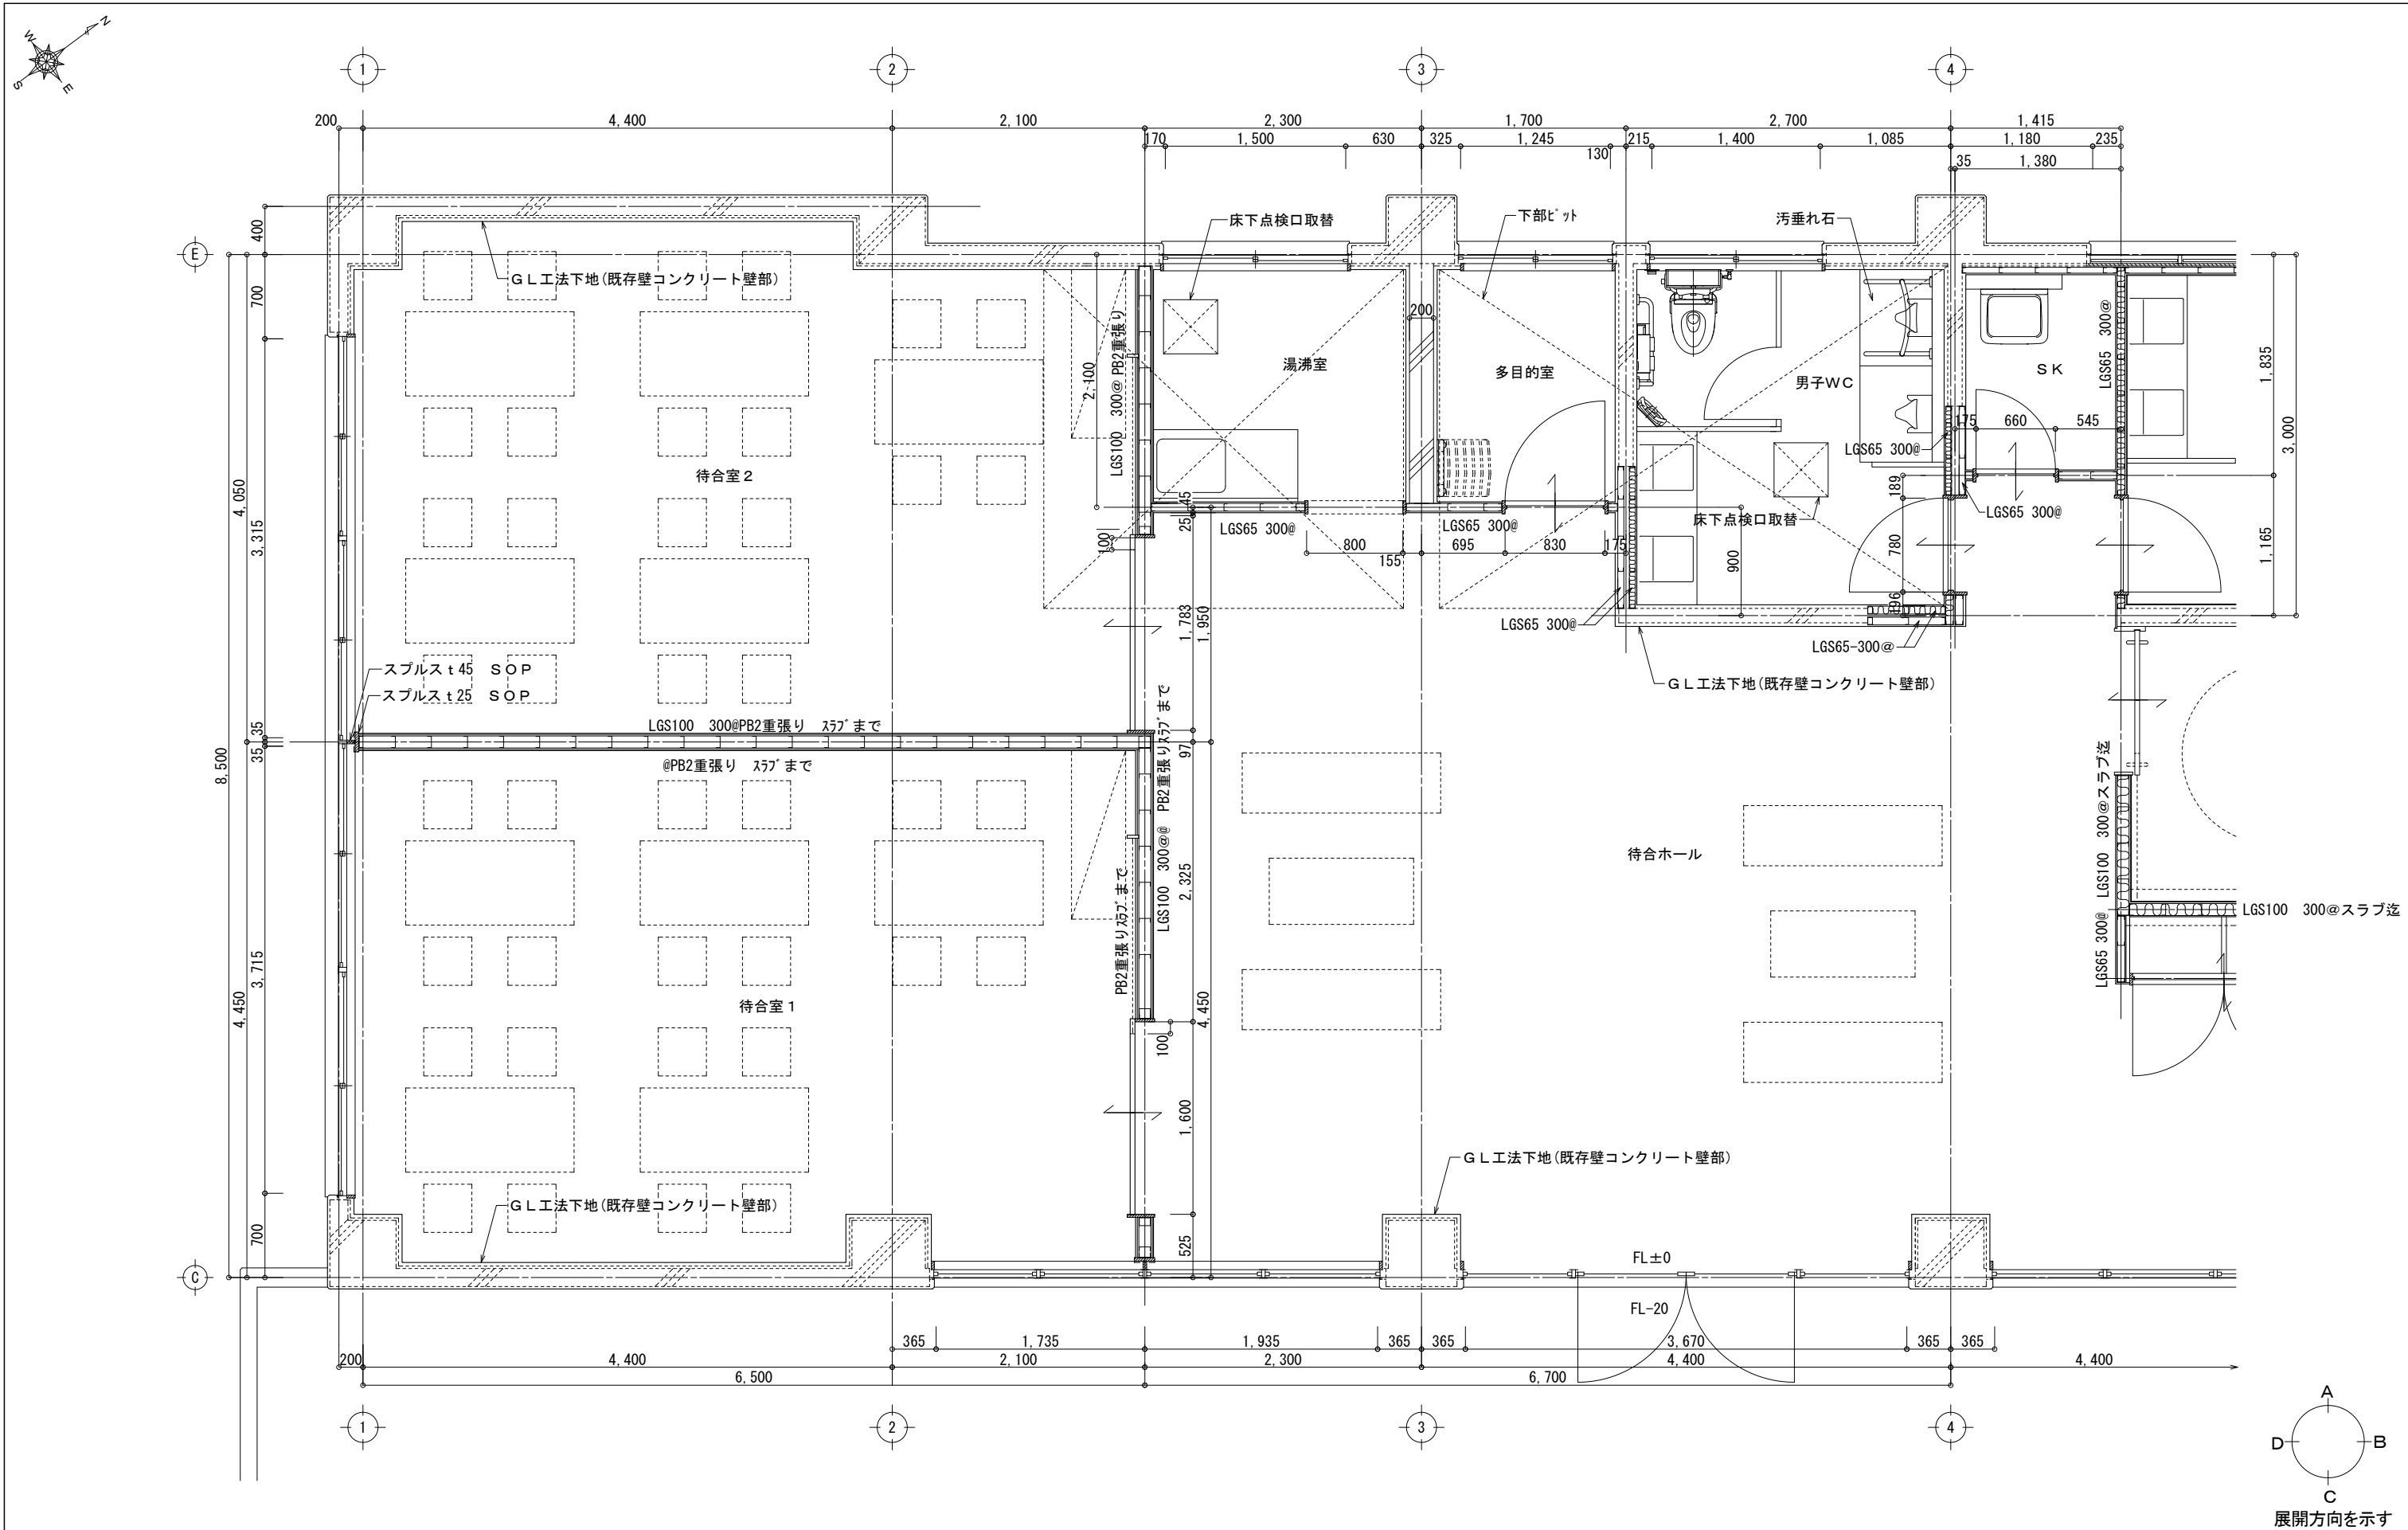 N
W
S
E
1
2
3
4
200
4,400
2,100
2,300
1,700
2,700
1,415
170
1,500
630
325
1,245
130
215
1,400
1,085
1,180
235
35
1,380
400
E
700
4,050
3,315
8,500
35
35
4,450
3,715
700
C
GL工法下地(既存壁コンクリート壁部)
床下点検口取替
下部ピット
汚垂れ石
2,100
LGS100 300@ PB2重張り
200
湯沸室
多目的室
男子WC
SK
LGS65 300@
1,835
3,000
1,165
175
660
545
LGS65 300@
189
780
196
LGS65 300@
床下点検口取替
900
待合室2
45
25
LGS65 300@
LGS65 300@
100
800
155
695
830
175
1,783
1,950
LGS65 300@
LGS65-300@
GL工法下地(既存壁コンクリート壁部)
スプルスt45 SOP
スプルスt25 SOP
LGS100 300@PB2重張り スラブまで
@PB2重張り スラブまで
97
LGS100 300@@ PB2重張りスラブまで
PB2重張りスラブまで
2,325
4,450
100
1,600
525
待合ホール
LGS100 300@スラブ迄
LGS100 300@スラブ迄
LGS65 300@
待合室1
GL工法下地(既存壁コンクリート壁部)
GL工法下地(既存壁コンクリート壁部)
FL±0
FL-20
365
1,735
1,935
365
365
3,670
365
365
200
4,400
2,100
2,300
4,400
4,400
6,500
6,700
1
2
3
4
A
D
B
C
展開方向を示す